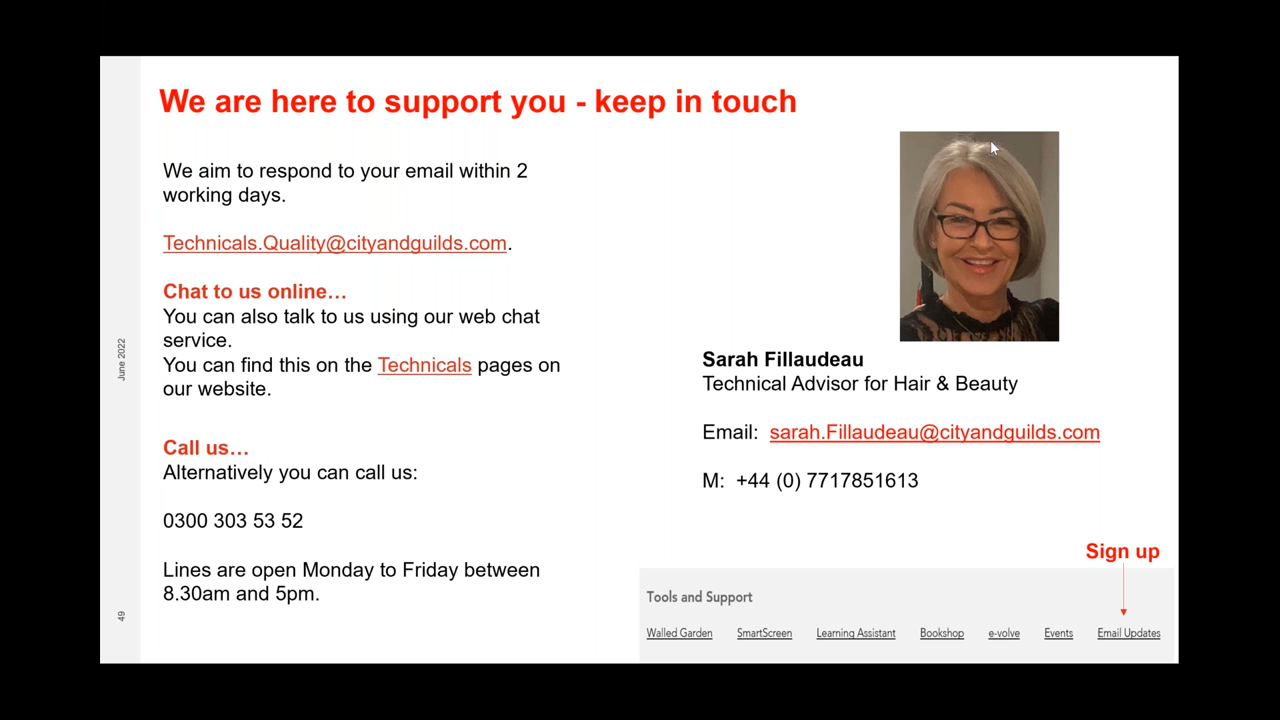 We are here to support you - keep in touch
We aim to respond to your email within 2
working days.
Technicals.Quality@cityandguilds.com.
Chat to us online…
You can also talk to us using our web chat
service.
You can find this on the Technicals pages on
our website.
Call us…
Alternatively you can call us:
0300 303 53 52
Lines are open Monday to Friday between
8.30am and 5pm.
June 2022
49
Sarah Fillaudeau
Technical Advisor for Hair & Beauty
Email: sarah.Fillaudeau@cityandguilds.com
M: +44 (0) 7717851613
Sign up
Tools and Support
Walled Garden SmartScreen Learning Assistant Bookshop e-volve Events Email Updates